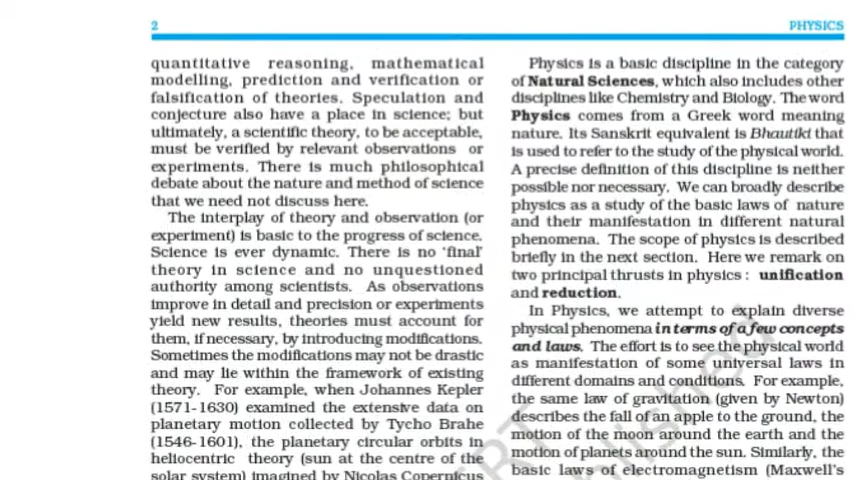 2
PHYSICS
quantitative reasoning, mathematical
modelling, prediction and verification or
falsification of theories. Speculation and
conjecture also have a place in science; but
ultimately, a scientific theory, to be acceptable,
must be verified by relevant observations or
experiments. There is much philosophical
debate about the nature and method of science
that we need not discuss here.
The interplay of theory and observation (or
experiment) is basic to the progress of science.
Science is ever dynamic. There is no ‘final’
theory in science and no unquestioned
authority among scientists. As observations
improve in detail and precision or experiments
yield new results, theories must account for
them, if necessary, by introducing modifications.
Sometimes the modifications may not be drastic
and may lie within the framework of existing
theory. For example, when Johannes Kepler
(1571-1630) examined the extensive data on
planetary motion collected by Tycho Brahe
(1546-1601), the planetary circular orbits in
heliocentric theory (sun at the centre of the
solar system) imagined by Nicolas Copernicus
Physics is a basic discipline in the category
of Natural Sciences, which also includes other
disciplines like Chemistry and Biology. The word
Physics comes from a Greek word meaning
nature. Its Sanskrit equivalent is Bhautiki that
is used to refer to the study of the physical world.
A precise definition of this discipline is neither
possible nor necessary. We can broadly describe
physics as a study of the basic laws of nature
and their manifestation in different natural
phenomena. The scope of physics is described
briefly in the next section. Here we remark on
two principal thrusts in physics : unification
and reduction.
In Physics, we attempt to explain diverse
physical phenomena in terms of a few concepts
and laws. The effort is to see the physical world
as manifestation of some universal laws in
different domains and conditions. For example,
the same law of gravitation (given by Newton)
describes the fall of an apple to the ground, the
motion of the moon around the earth and the
motion of planets around the sun. Similarly, the
basic laws of electromagnetism (Maxwell’s